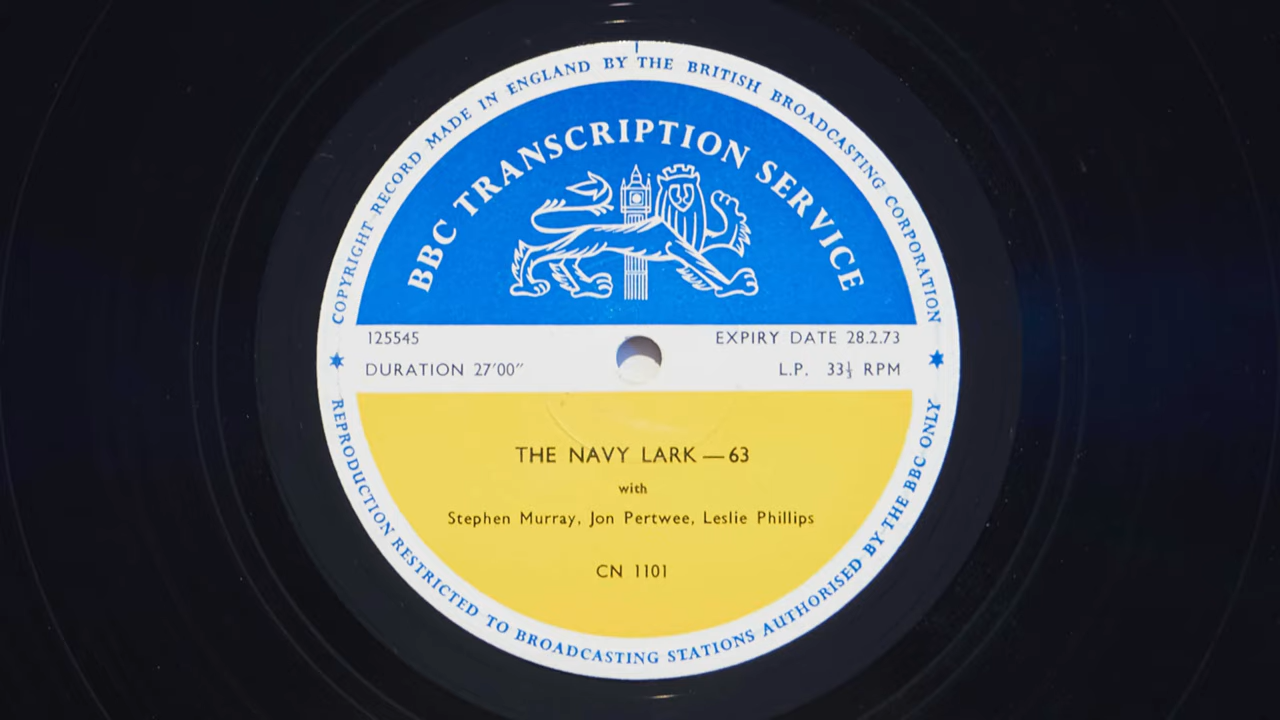 COPYRIGHT RECORD MADE IN ENGLAND BY THE BRITISH BROADCASTING CORPORATION
BBC TRANSCRIPTION SERVICE
125545
EXPIRY DATE 28.2.73
DURATION 27′00″
L.P. 33⅓ RPM
THE NAVY LARK — 63
with
Stephen Murray, Jon Pertwee, Leslie Phillips
CN 1101
REPRODUCTION RESTRICTED TO BROADCASTING STATIONS AUTHORISED BY THE BBC ONLY